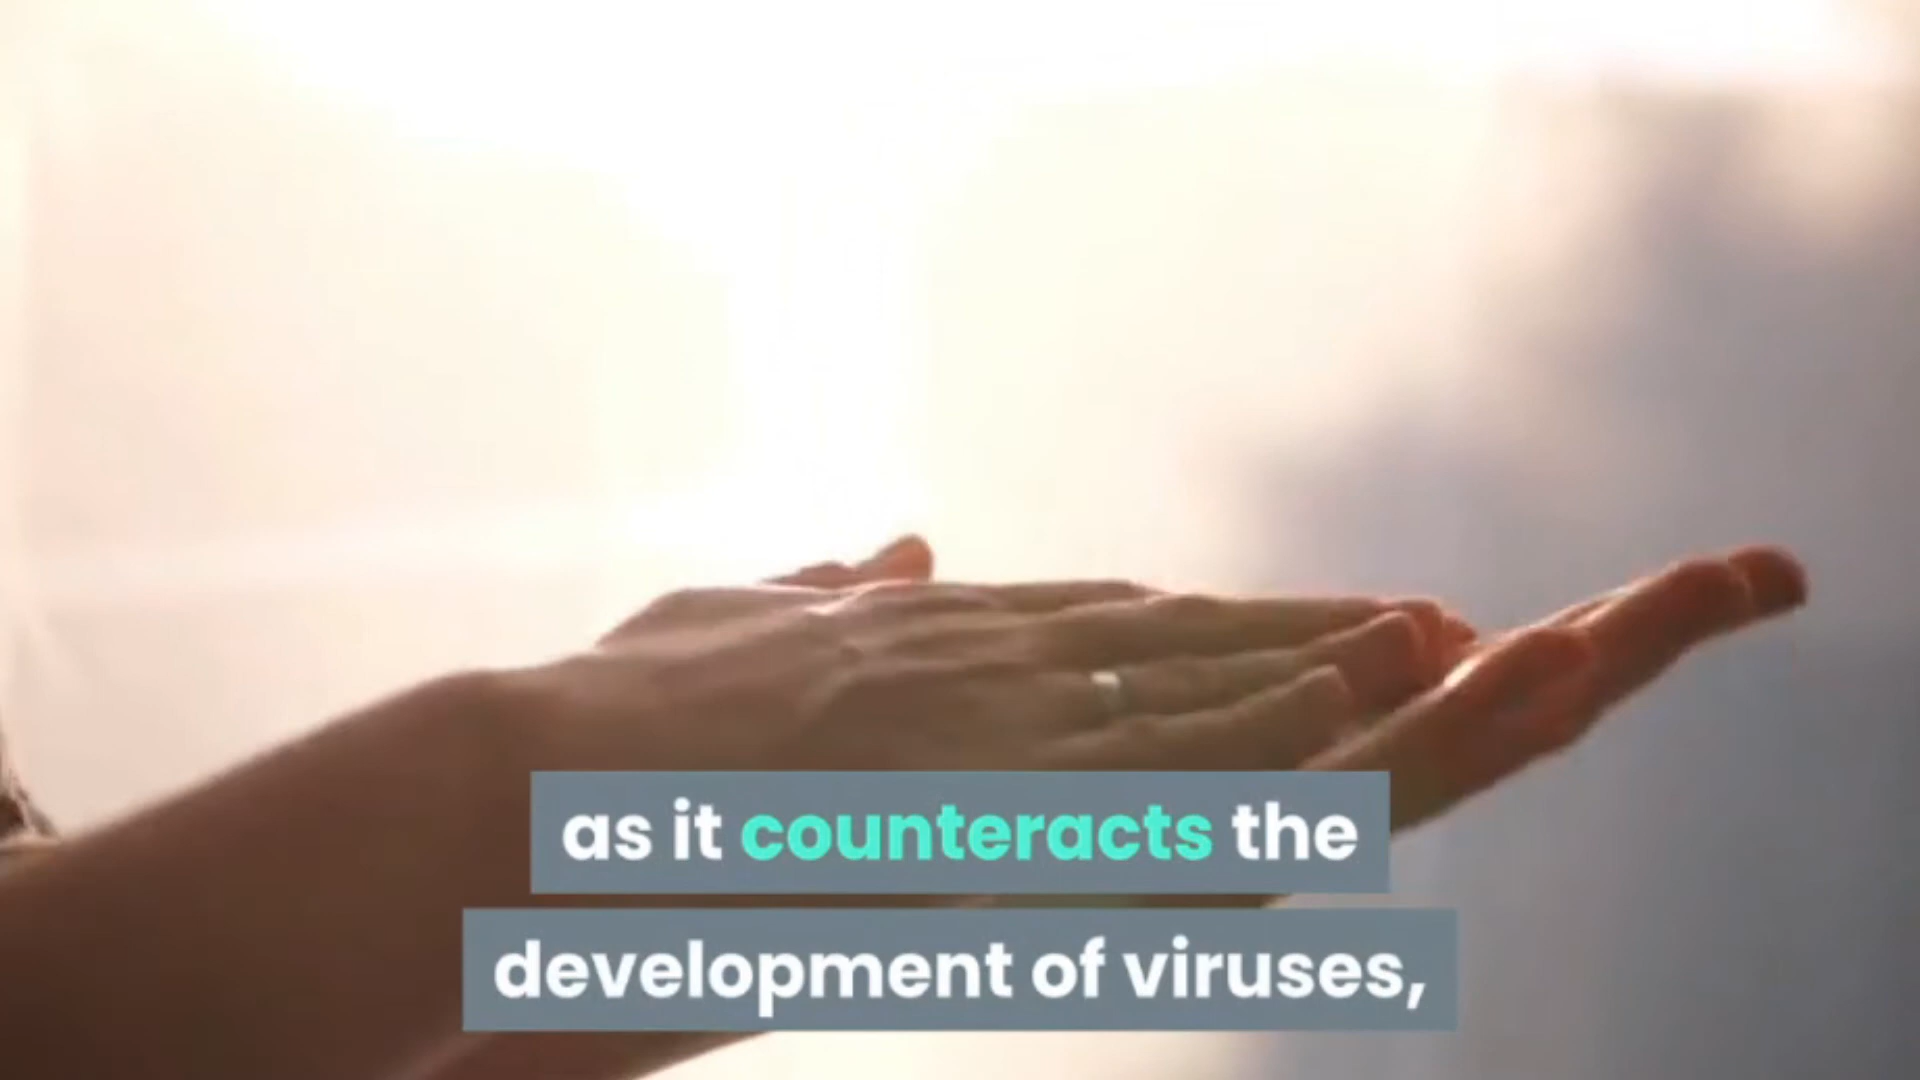 as it counteracts the
development of viruses,